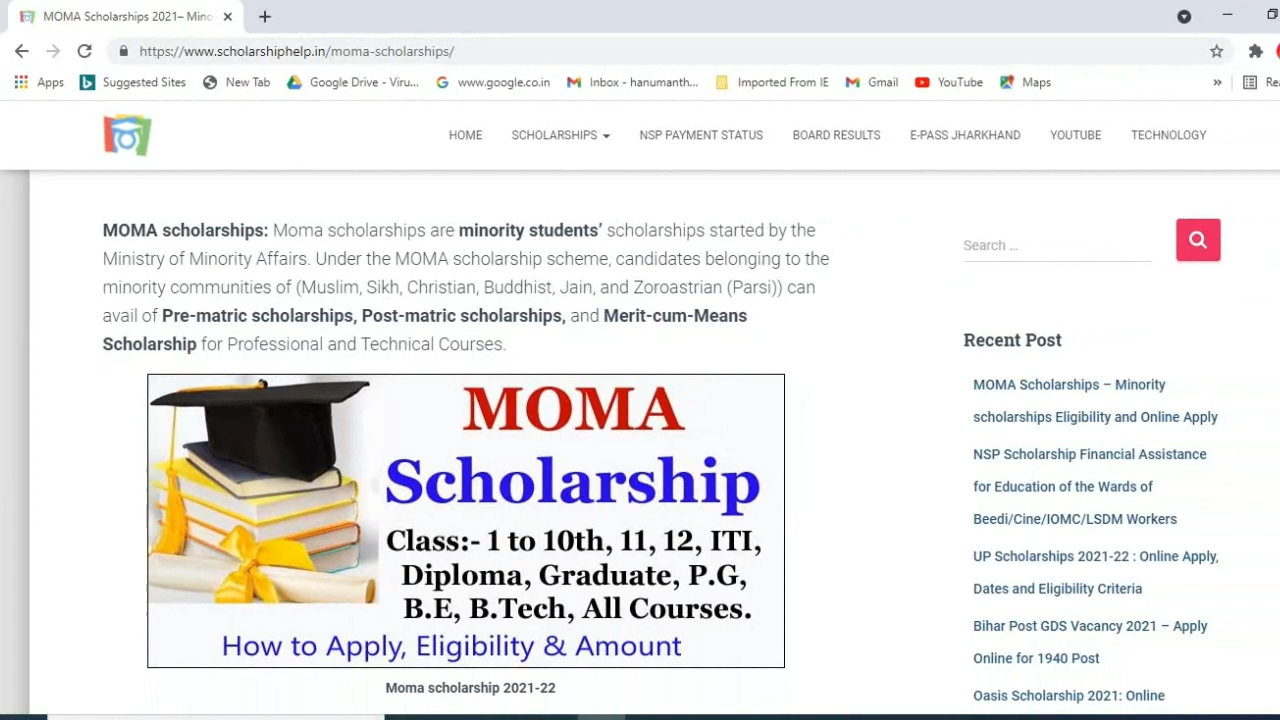 MOMA Scholarships 2021– Mino
https://www.scholarshiphelp.in/moma-scholarships/
Apps Suggested Sites New Tab Google Drive - Viru... www.google.co.in Inbox - hanumanth... Imported From IE Gmail YouTube Maps » Rea
HOME SCHOLARSHIPS NSP PAYMENT STATUS BOARD RESULTS E-PASS JHARKHAND YOUTUBE TECHNOLOGY
MOMA scholarships: Moma scholarships are minority students’ scholarships started by the
Ministry of Minority Affairs. Under the MOMA scholarship scheme, candidates belonging to the
minority communities of (Muslim, Sikh, Christian, Buddhist, Jain, and Zoroastrian (Parsi)) can
avail of Pre-matric scholarships, Post-matric scholarships, and Merit-cum-Means
Scholarship for Professional and Technical Courses.
MOMA
Scholarship
Class:- 1 to 10th, 11, 12, ITI,
Diploma, Graduate, P.G,
B.E, B.Tech, All Courses.
How to Apply, Eligibility & Amount
Moma scholarship 2021-22
Search ...
Recent Post
MOMA Scholarships – Minority
scholarships Eligibility and Online Apply
NSP Scholarship Financial Assistance
for Education of the Wards of
Beedi/Cine/IOMC/LSDM Workers
UP Scholarships 2021-22 : Online Apply,
Dates and Eligibility Criteria
Bihar Post GDS Vacancy 2021 – Apply
Online for 1940 Post
Oasis Scholarship 2021: Online